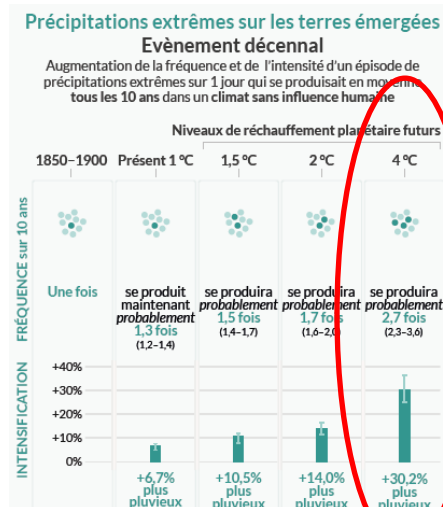 Précipitations extrêmes sur les terres émergées
Evènement décennal
Augmentation de la fréquence et de l'intensité d'un épisode de
précipitations extrêmes sur 1 jour qui se produisait en moyenne
tous les 10 ans dans un climat sans influence humaine
Niveaux de réchauffement planétaire futurs
1850–1900 Présent 1 °C 1,5 °C 2 °C 4 °C
FRÉQUENCE sur 10 ans
Une fois
se produit
maintenant
probablement
1,3 fois
(1,2–1,4)
se produira
probablement
1,5 fois
(1,4–1,7)
se produira
probablement
1,7 fois
(1,6–2,0)
se produira
probablement
2,7 fois
(2,3–3,6)
INTENSIFICATION
+40%
+30%
+20%
+10%
0%
+6,7%
plus
pluvieux
+10,5%
plus
pluvieux
+14,0%
plus
pluvieux
+30,2%
plus
pluvieux